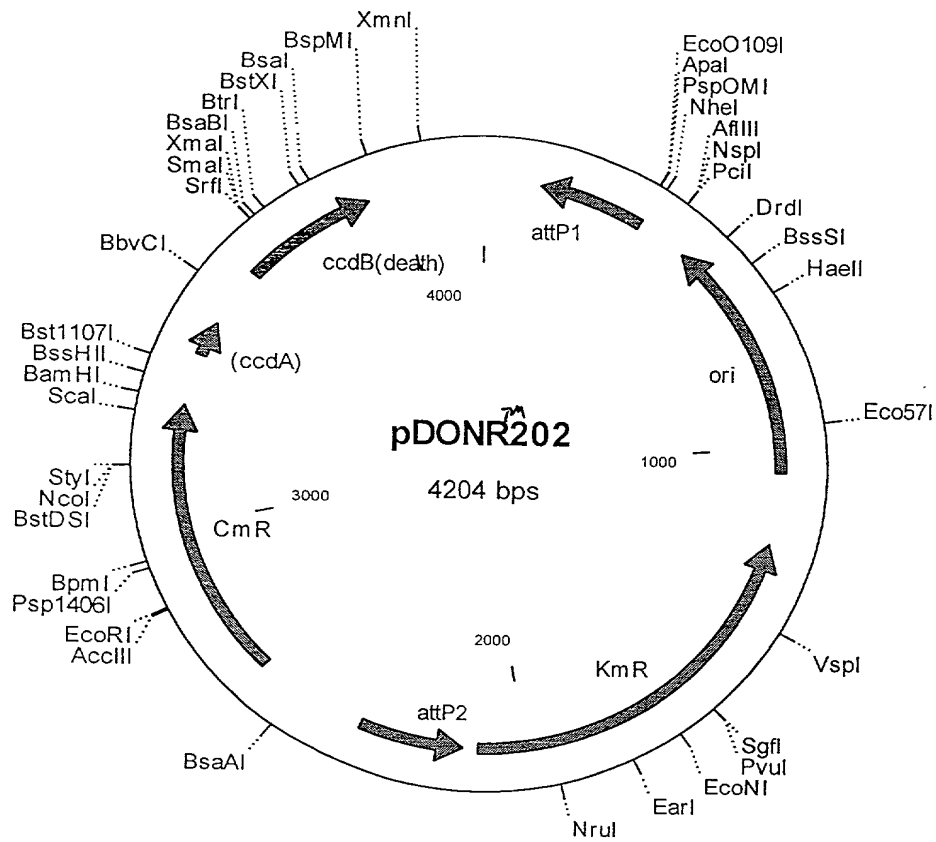 XmnI
BspMI
BsaI
BstXI
BtrI
BsaBI
XmaI
SmaI
SrfI
BbvCI
Bst1107I
BssHII
BamHI
ScaI
StyI
NcoI
BstDSI
BpmI
Psp1406I
EcoRI
AccIII
BsaAI
EcoO109I
ApaI
PspOMI
NheI
AflIII
NspI
PciI
DrdI
BssSI
HaeII
Eco57I
VspI
SgfI
PvuI
EcoNI
EarI
NruI
attP1
ccdB(death)
4000
(ccdA)
ori
pDONR™202
4204 bps
1000
3000
CmR
2000
KmR
attP2